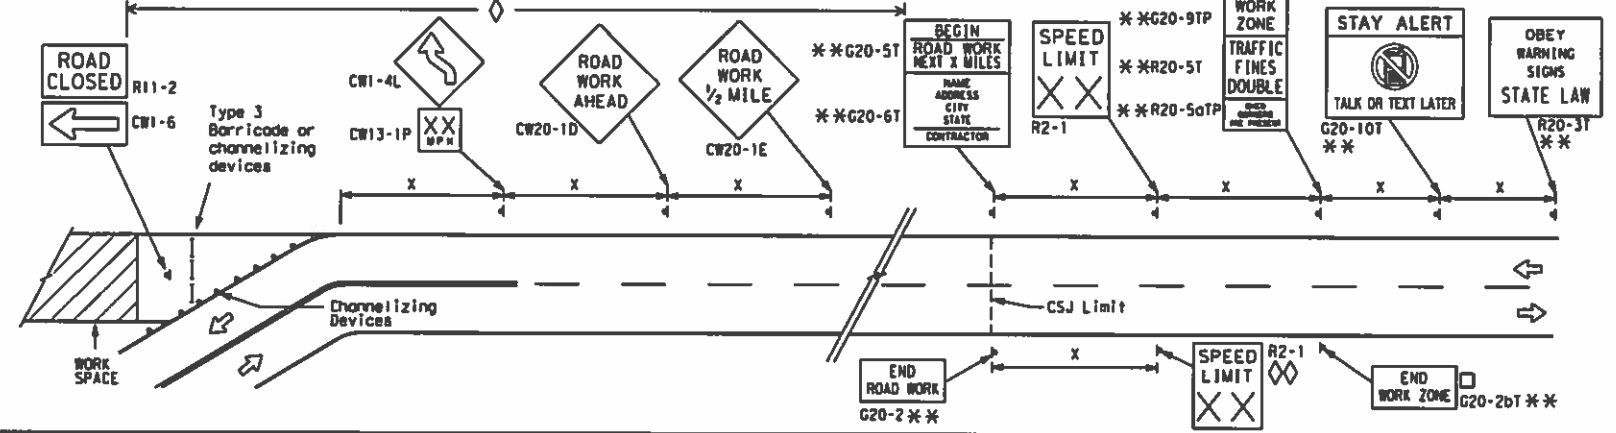 ROAD
CLOSED
R11-2
CW1-6
Type 3
Barricade or
channelizing
devices
CW1-4L
XX
MPH
CW13-1P
ROAD
WORK
AHEAD
CW20-1D
ROAD
WORK
1/2 MILE
CW20-1E
BEGIN
ROAD WORK
NEXT X MILES
**G20-5T
NAME
ADDRESS
CITY
STATE
CONTRACTOR
**G20-6T
SPEED
LIMIT
XX
R2-1
**G20-9TP
WORK
ZONE
**R20-5T
TRAFFIC
FINES
DOUBLE
**R20-5aTP
WHEN
WORKERS
ARE PRESENT
STAY ALERT
TALK OR TEXT LATER
G20-10T
**
OBEY
WARNING
SIGNS
STATE LAW
R20-3T
**
X
X
X
X
X
X
X
Channelizing
Devices
CSJ Limit
WORK
SPACE
END
ROAD WORK
G20-2**
X
SPEED
LIMIT
XX
R2-1
END
WORK ZONE
G20-2bT**